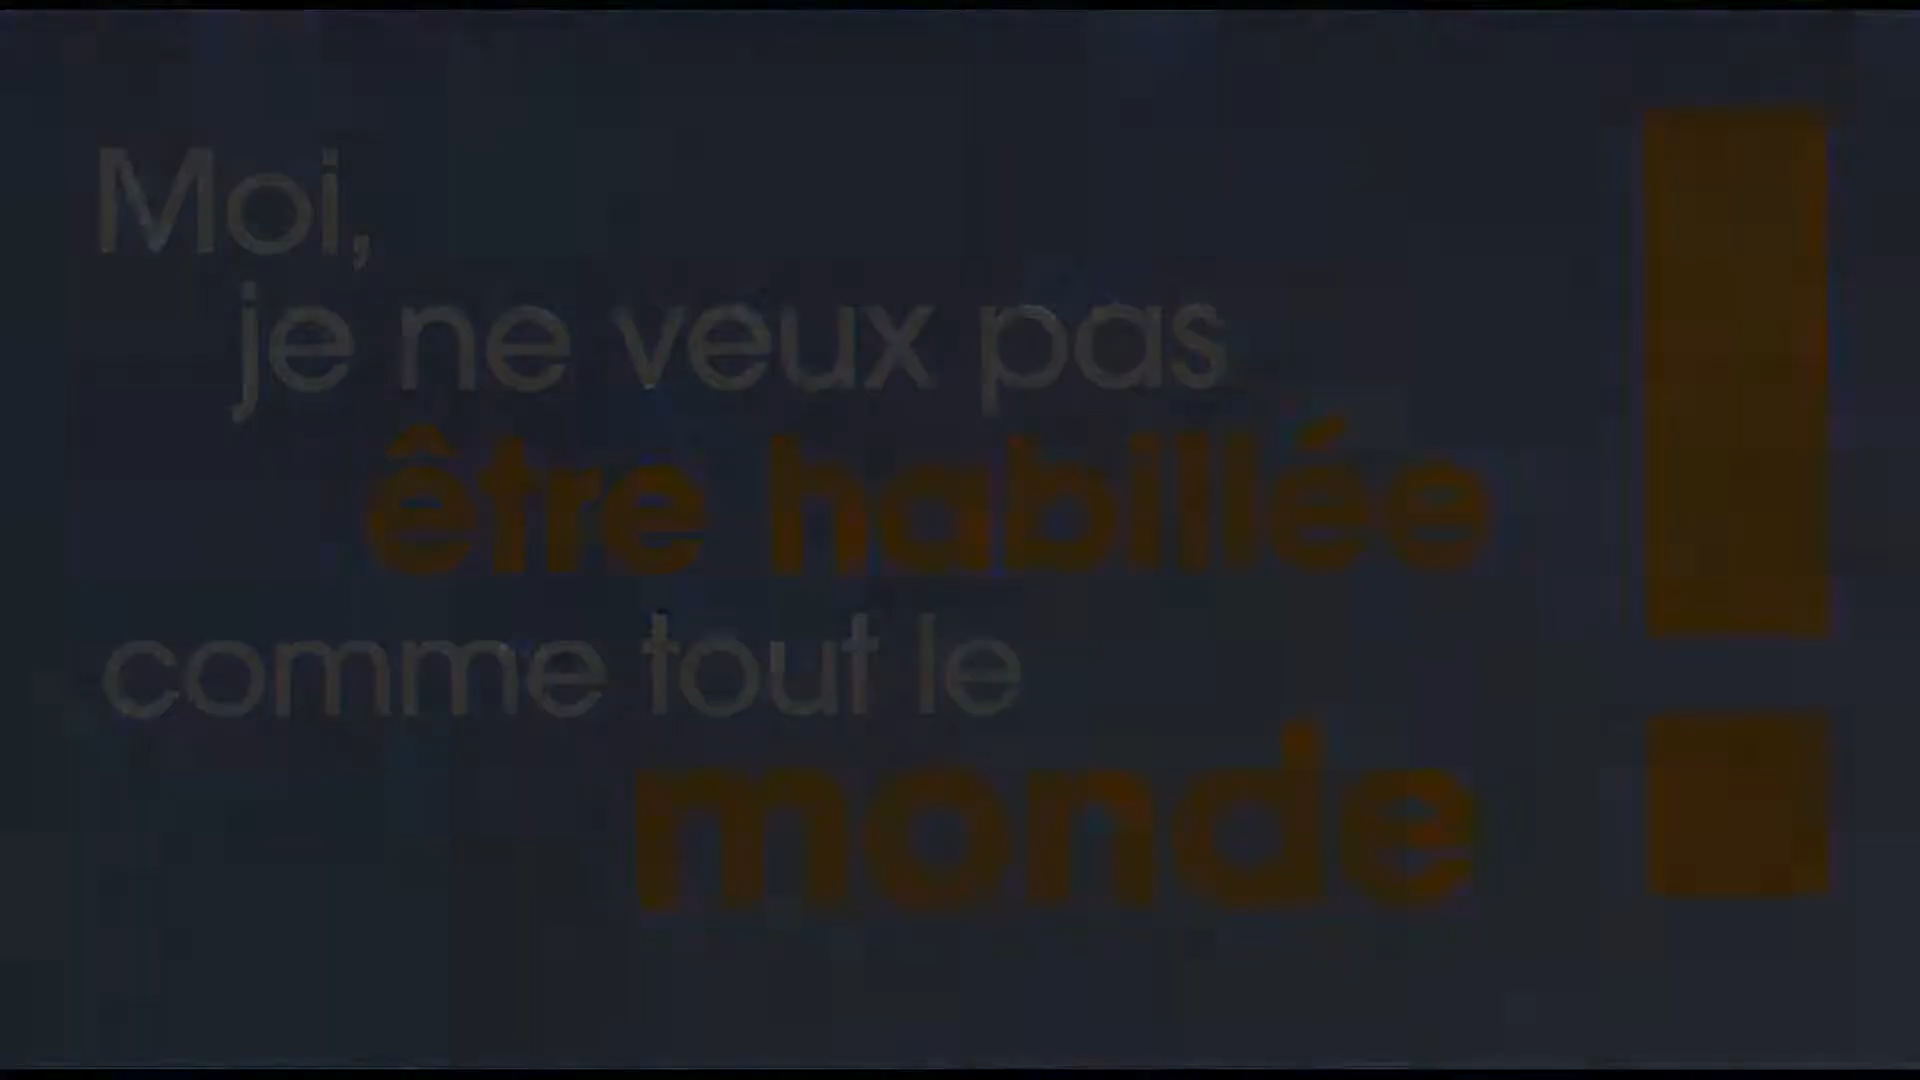 Moi,
je ne veux pas
être habillée
comme tout le
monde !